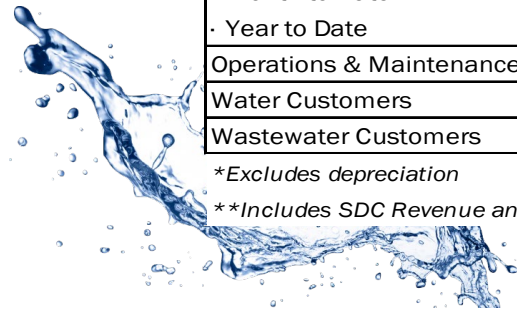 · Year to Date
Operations & Maintenance
Water Customers
Wastewater Customers
*Excludes depreciation
**Includes SDC Revenue an